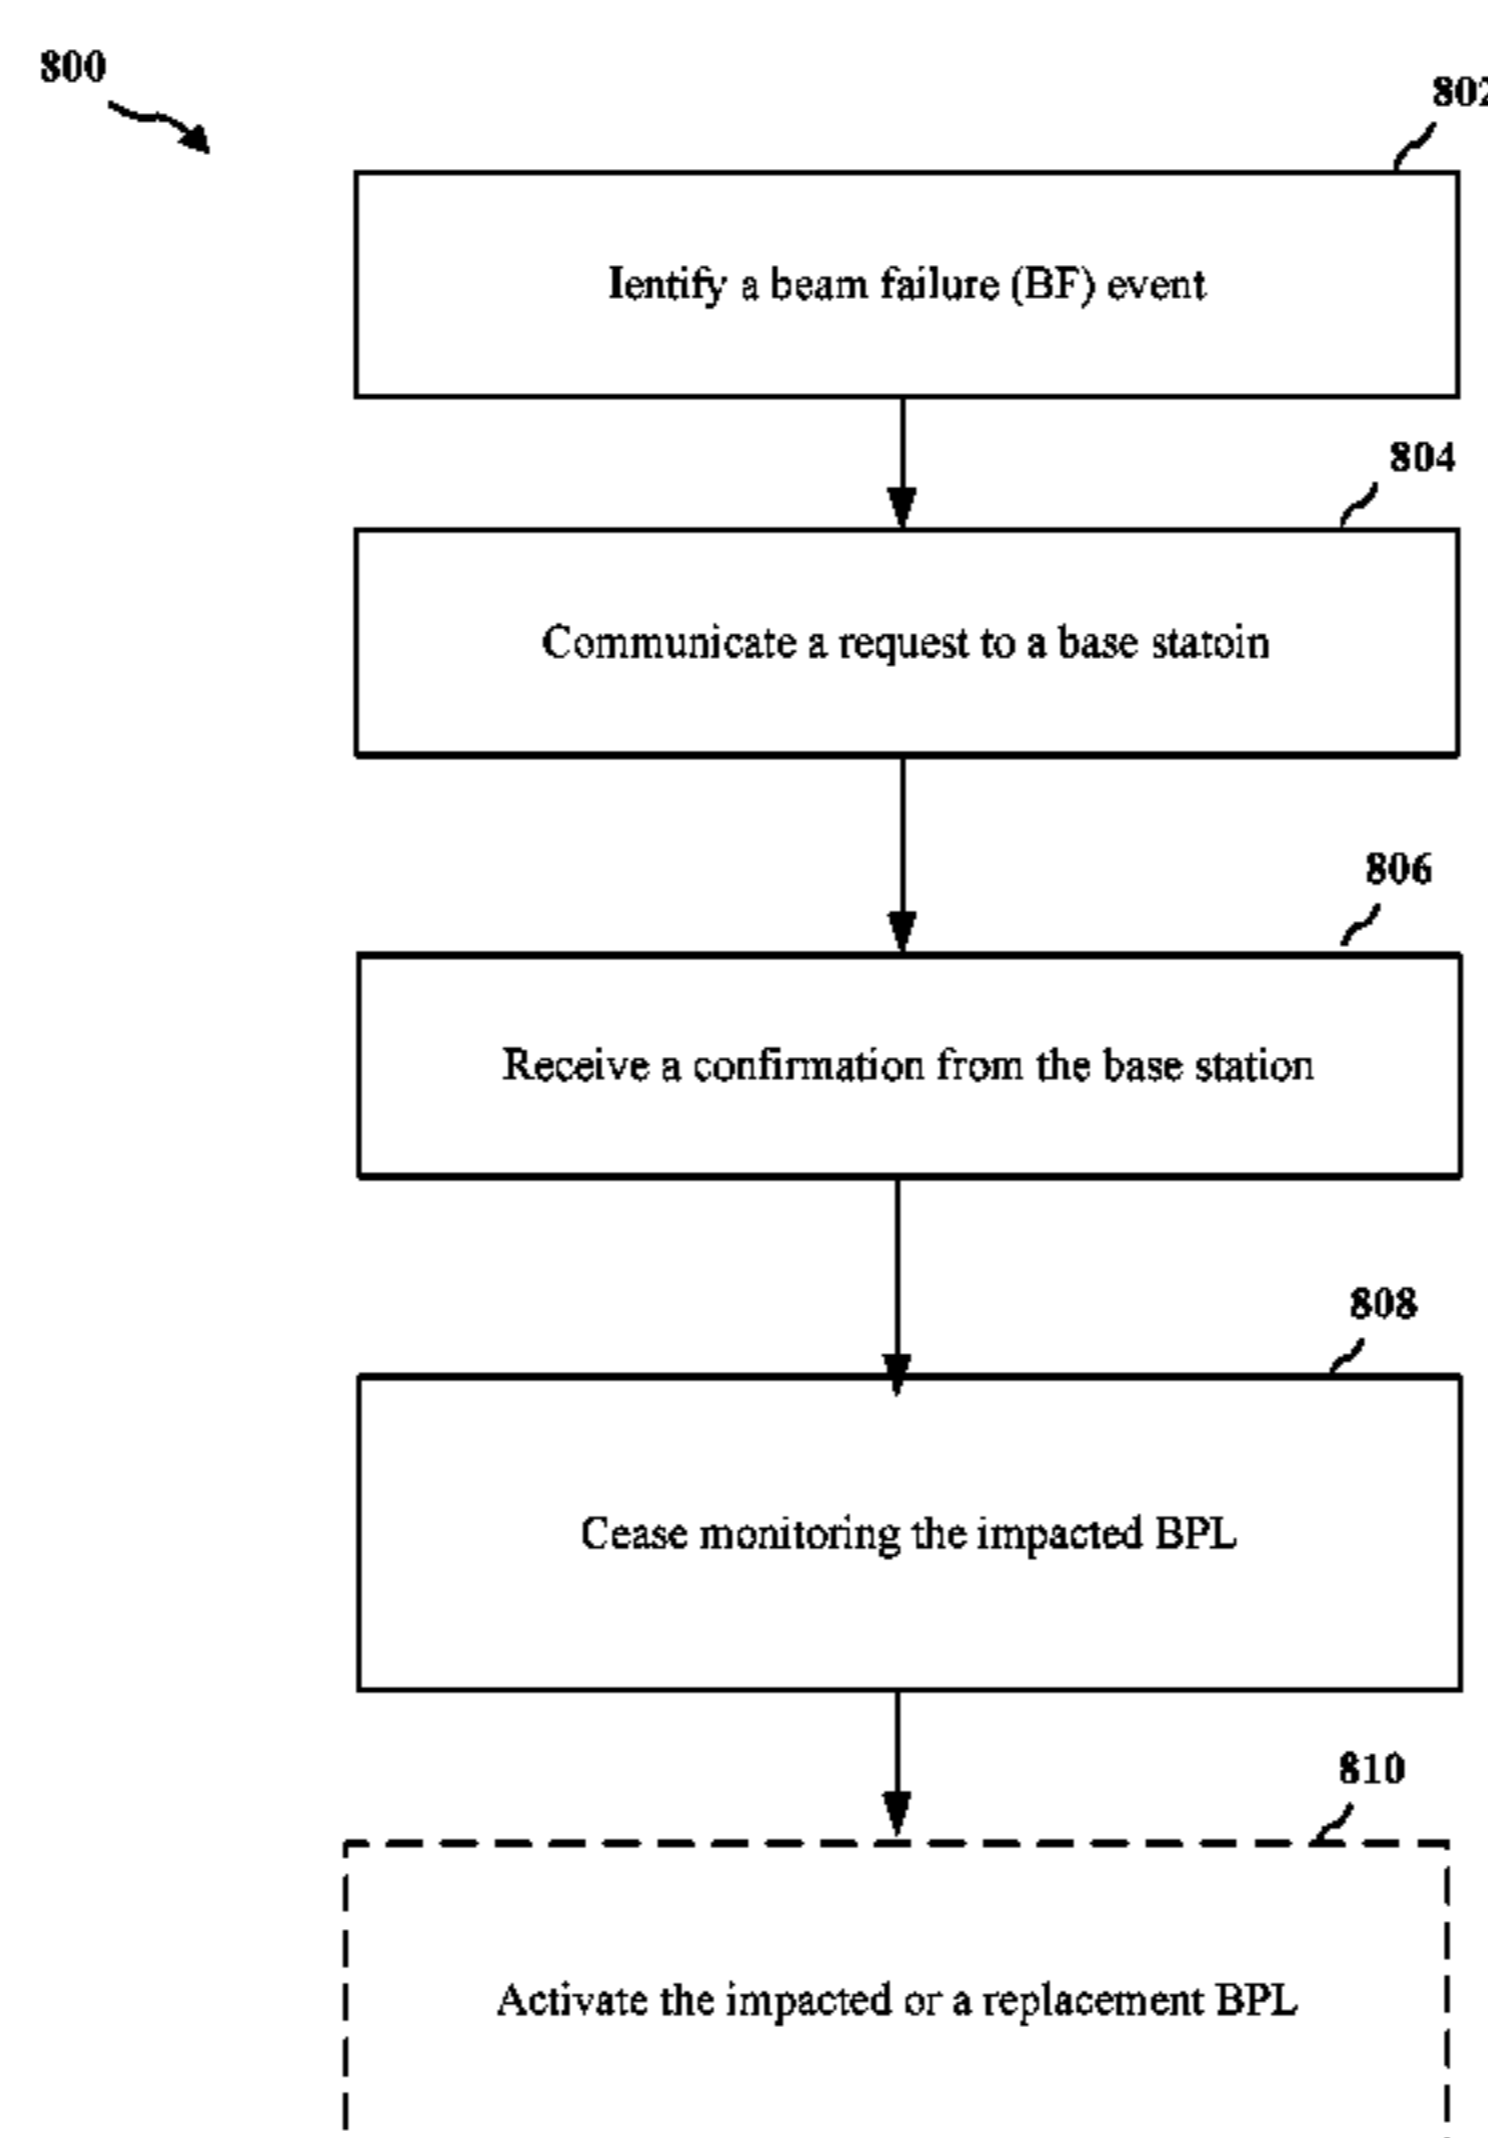 800
802
Ientify a beam failure (BF) event
804
Communicate a request to a base statoin
806
Receive a confirmation from the base station
808
Cease monitoring the impacted BPL
810
Activate the impacted or a replacement BPL